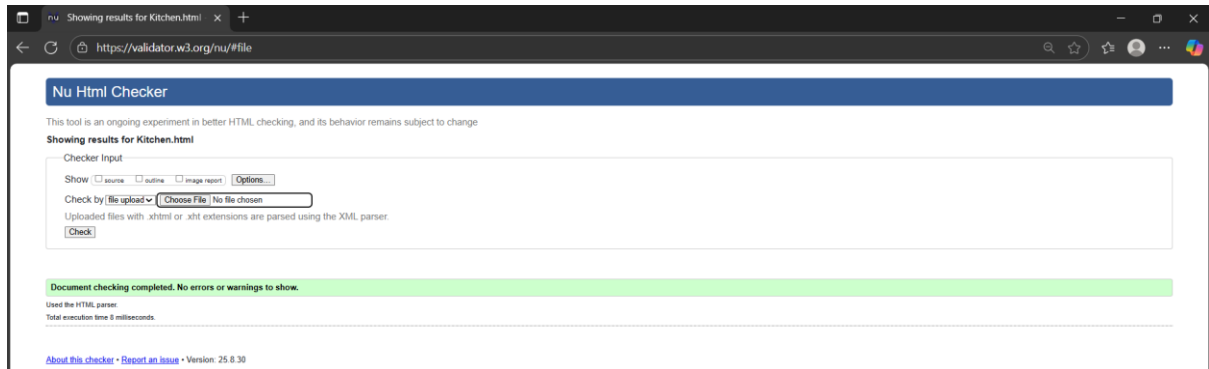 nu Showing results for Kitchen.html
https://validator.w3.org/nu/#file
Nu Html Checker
This tool is an ongoing experiment in better HTML checking, and its behavior remains subject to change
Showing results for Kitchen.html
Checker Input
Show source outline image report Options...
Check by file upload Choose File No file chosen
Uploaded files with .xhtml or .xht extensions are parsed using the XML parser.
Check
Document checking completed. No errors or warnings to show.
Used the HTML parser.
Total execution time 8 milliseconds.
About this checker • Report an issue • Version: 25.8.30